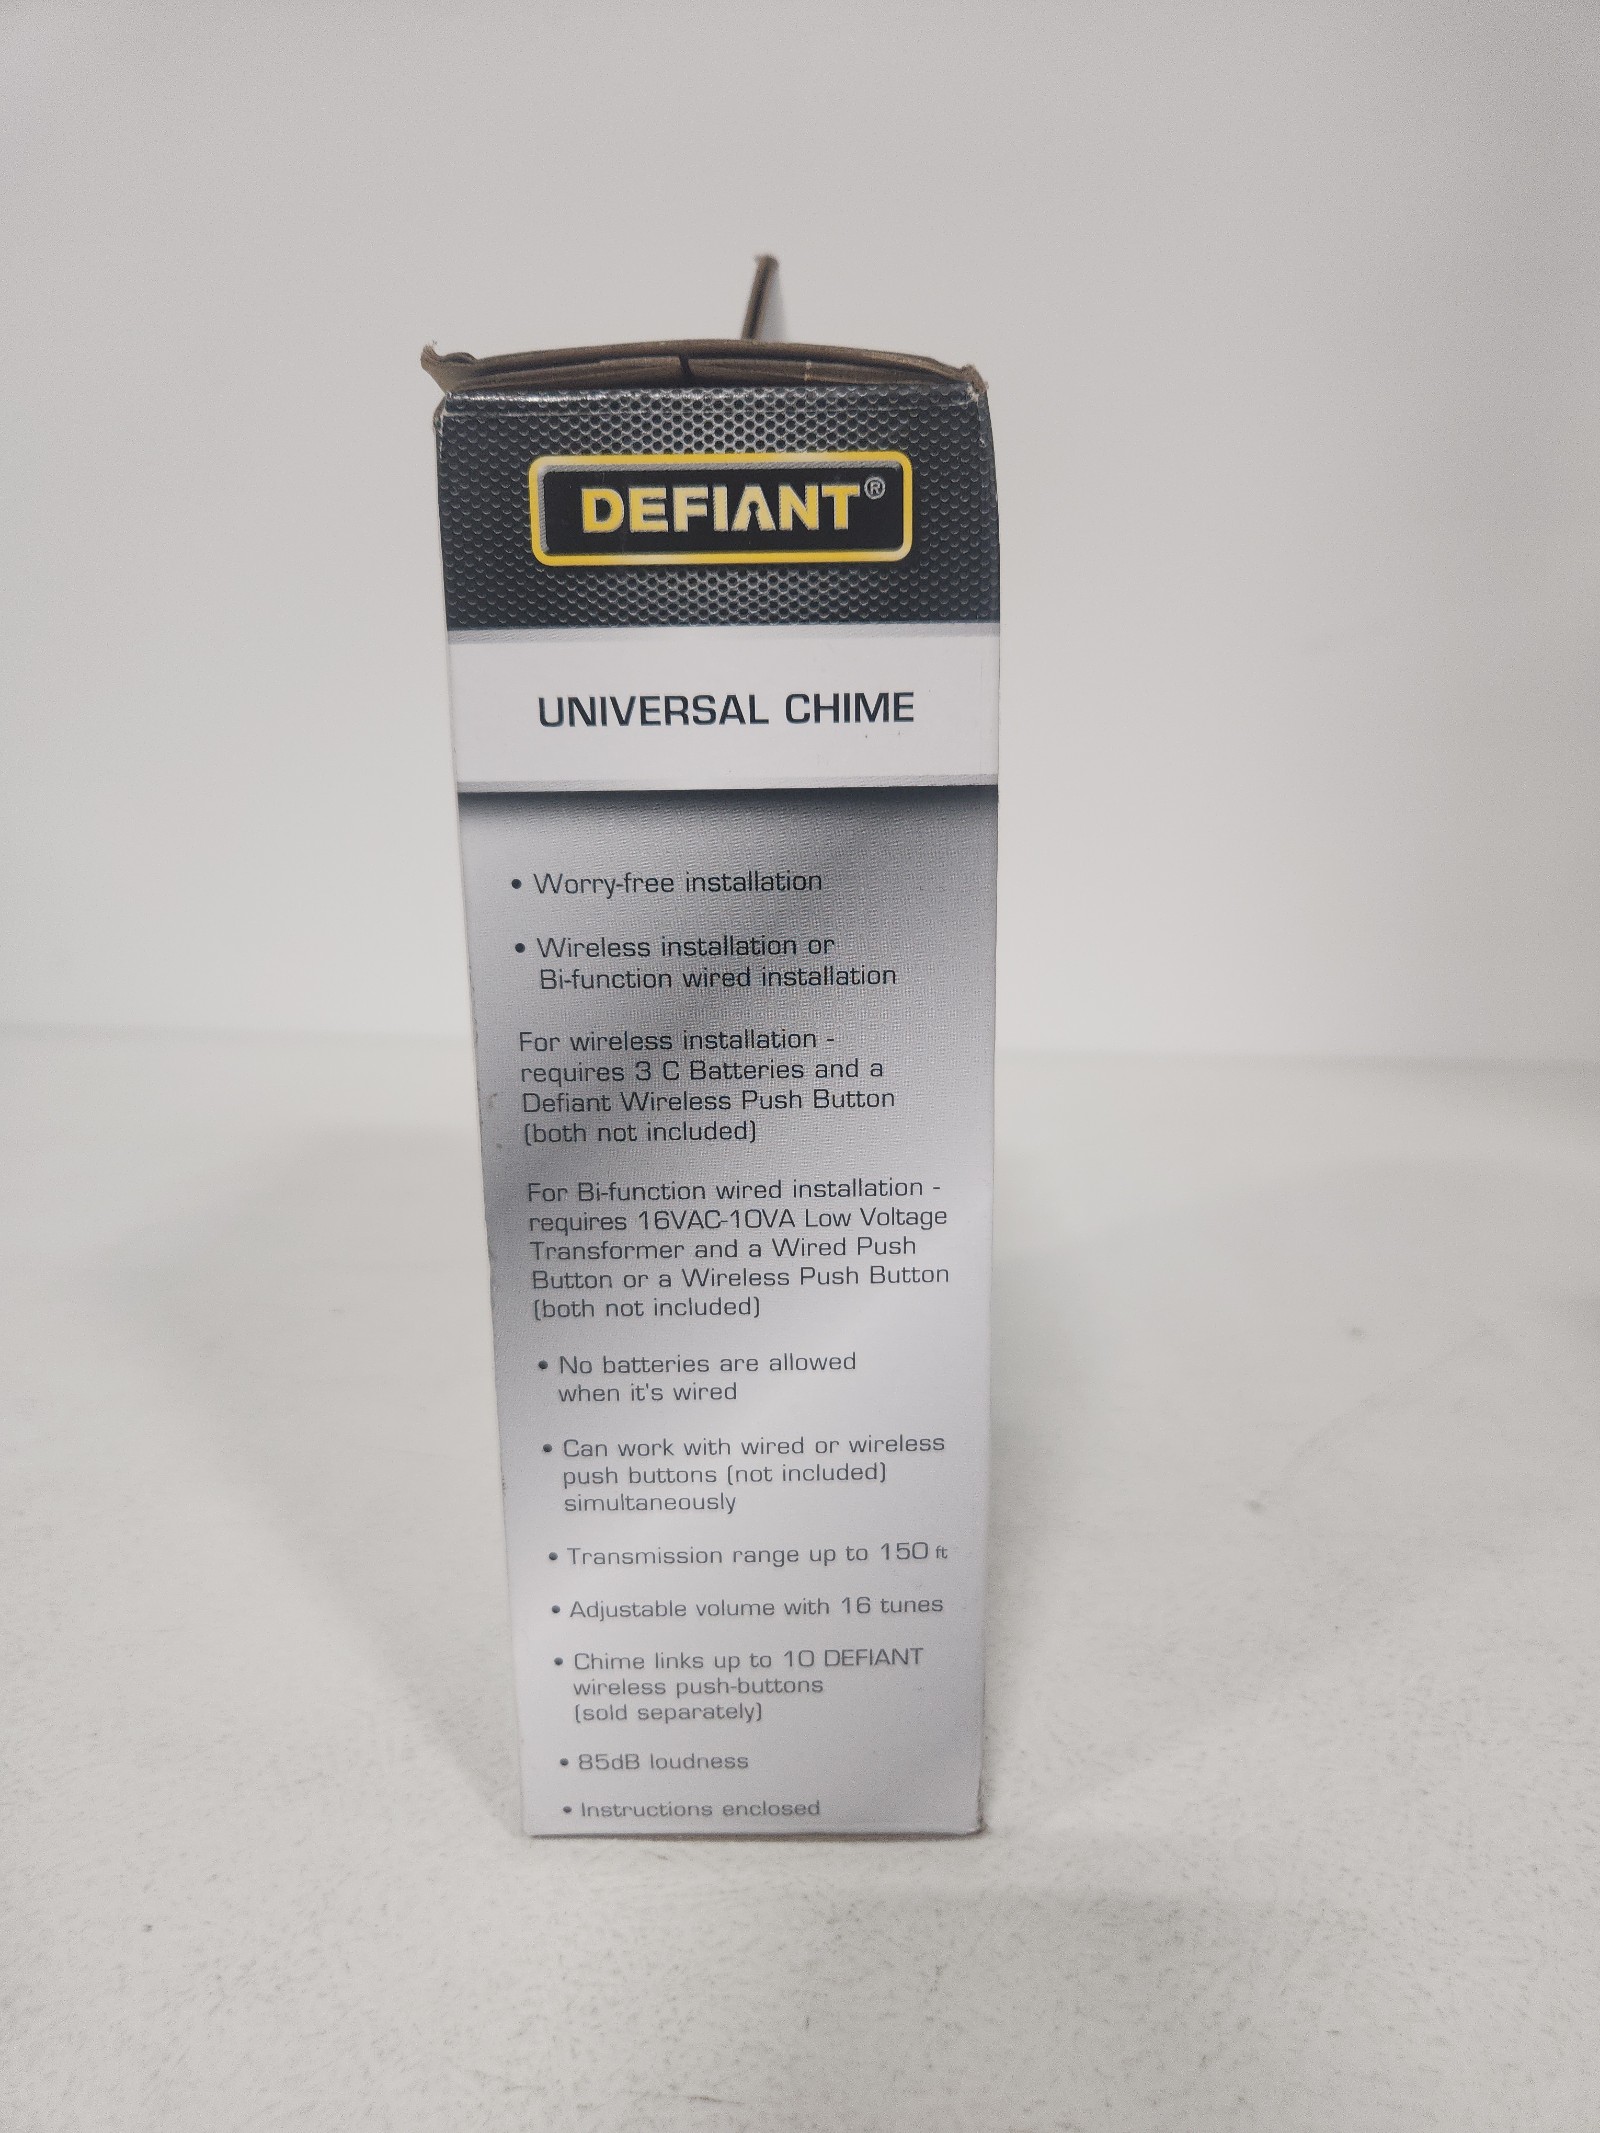 DEFIANT®
UNIVERSAL CHIME
• Worry-free installation
• Wireless installation or
Bi-function wired installation
For wireless installation -
requires 3 C Batteries and a
Defiant Wireless Push Button
(both not included)
For Bi-function wired installation -
requires 16VAC-10VA Low Voltage
Transformer and a Wired Push
Button or a Wireless Push Button
(both not included)
• No batteries are allowed
when it's wired
• Can work with wired or wireless
push buttons (not included)
simultaneously
• Transmission range up to 150 ft
• Adjustable volume with 16 tunes
• Chime links up to 10 DEFIANT
wireless push-buttons
(sold separately)
• 85dB loudness
• Instructions enclosed